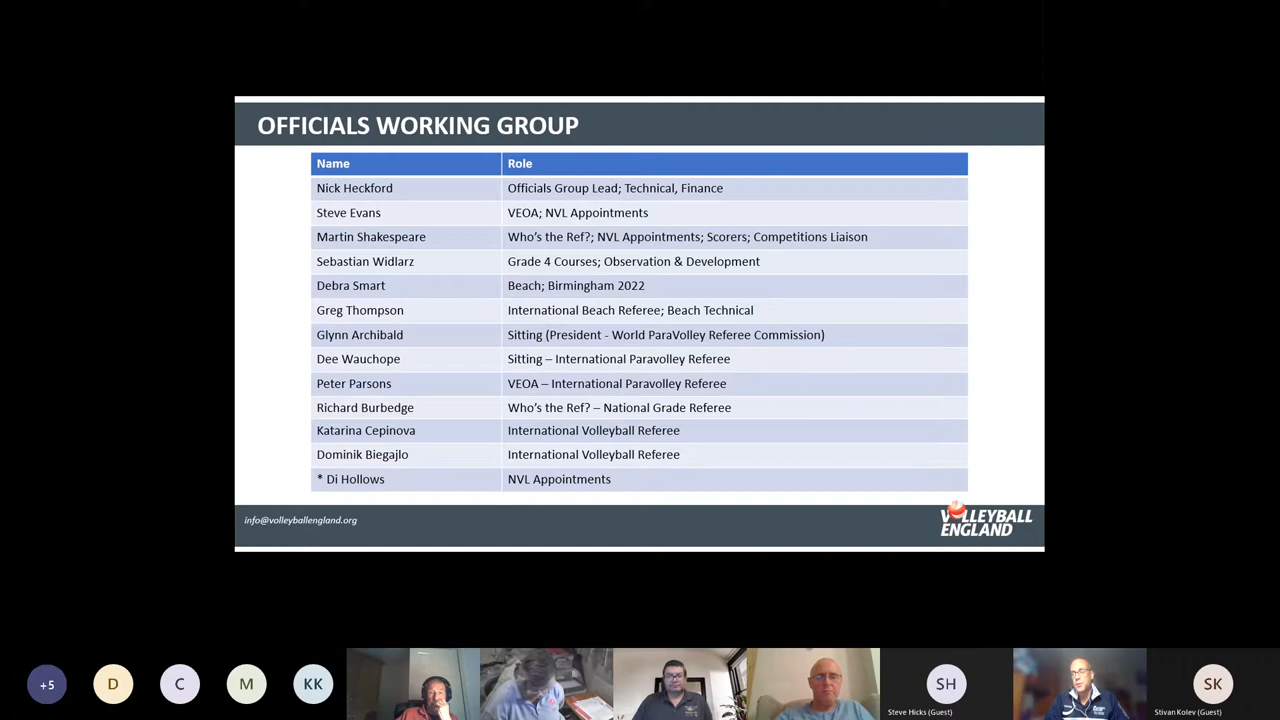 OFFICIALS WORKING GROUP
Name Role
Nick Heckford Officials Group Lead; Technical, Finance
Steve Evans VEOA; NVL Appointments
Martin Shakespeare Who's the Ref?; NVL Appointments; Scorers; Competitions Liaison
Sebastian Widlarz Grade 4 Courses; Observation & Development
Debra Smart Beach; Birmingham 2022
Greg Thompson International Beach Referee; Beach Technical
Glynn Archibald Sitting (President - World ParaVolley Referee Commission)
Dee Wauchope Sitting – International Paravolley Referee
Peter Parsons VEOA – International Paravolley Referee
Richard Burbedge Who's the Ref? – National Grade Referee
Katarina Cepinova International Volleyball Referee
Dominik Biegajlo International Volleyball Referee
* Di Hollows NVL Appointments
info@volleyballengland.org
VOLLEYBALL
ENGLAND
+5 D C M KK SH SK
Steve Hicks (Guest) Stivan Kolev (Guest)